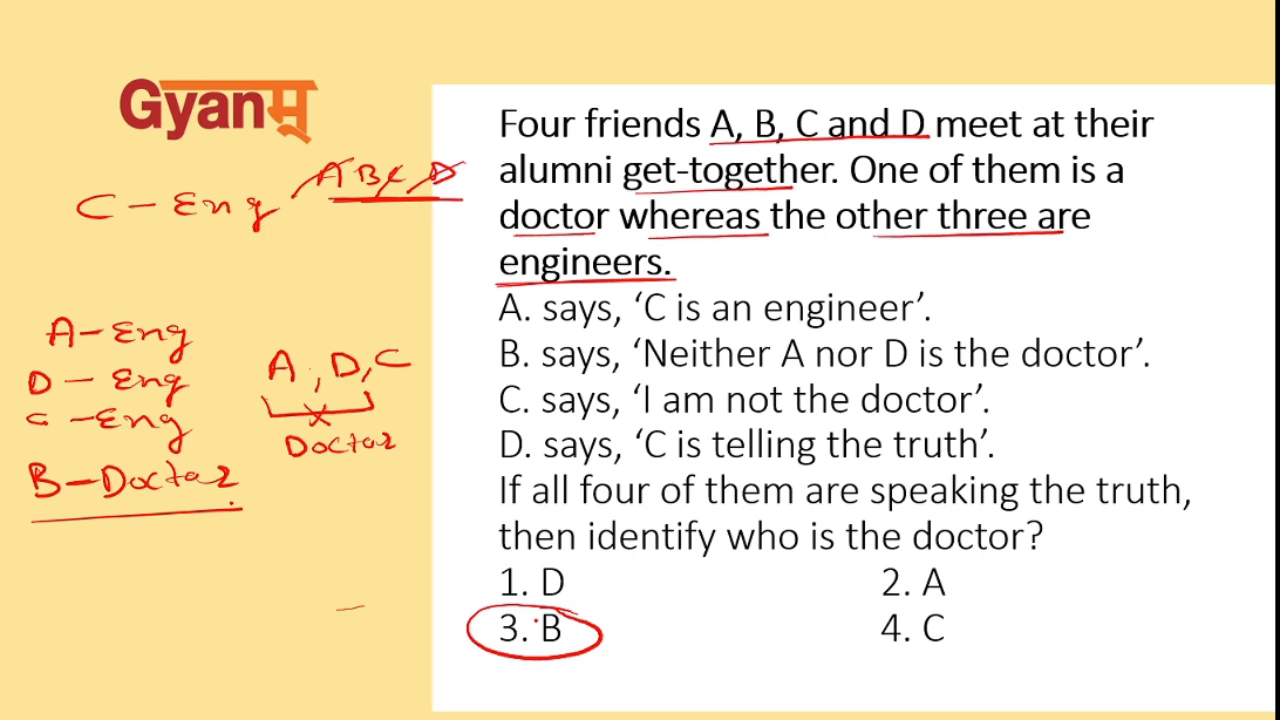 Gyanम्
C - Eng A B C D
A - Eng
D - Eng
C - Eng
B - Doctor
A, D, C
X
Doctor
Four friends A, B, C and D meet at their
alumni get-together. One of them is a
doctor whereas the other three are
engineers.
A. says, ‘C is an engineer’.
B. says, ‘Neither A nor D is the doctor’.
C. says, ‘I am not the doctor’.
D. says, ‘C is telling the truth’.
If all four of them are speaking the truth,
then identify who is the doctor?
1. D 2. A
3. B 4. C